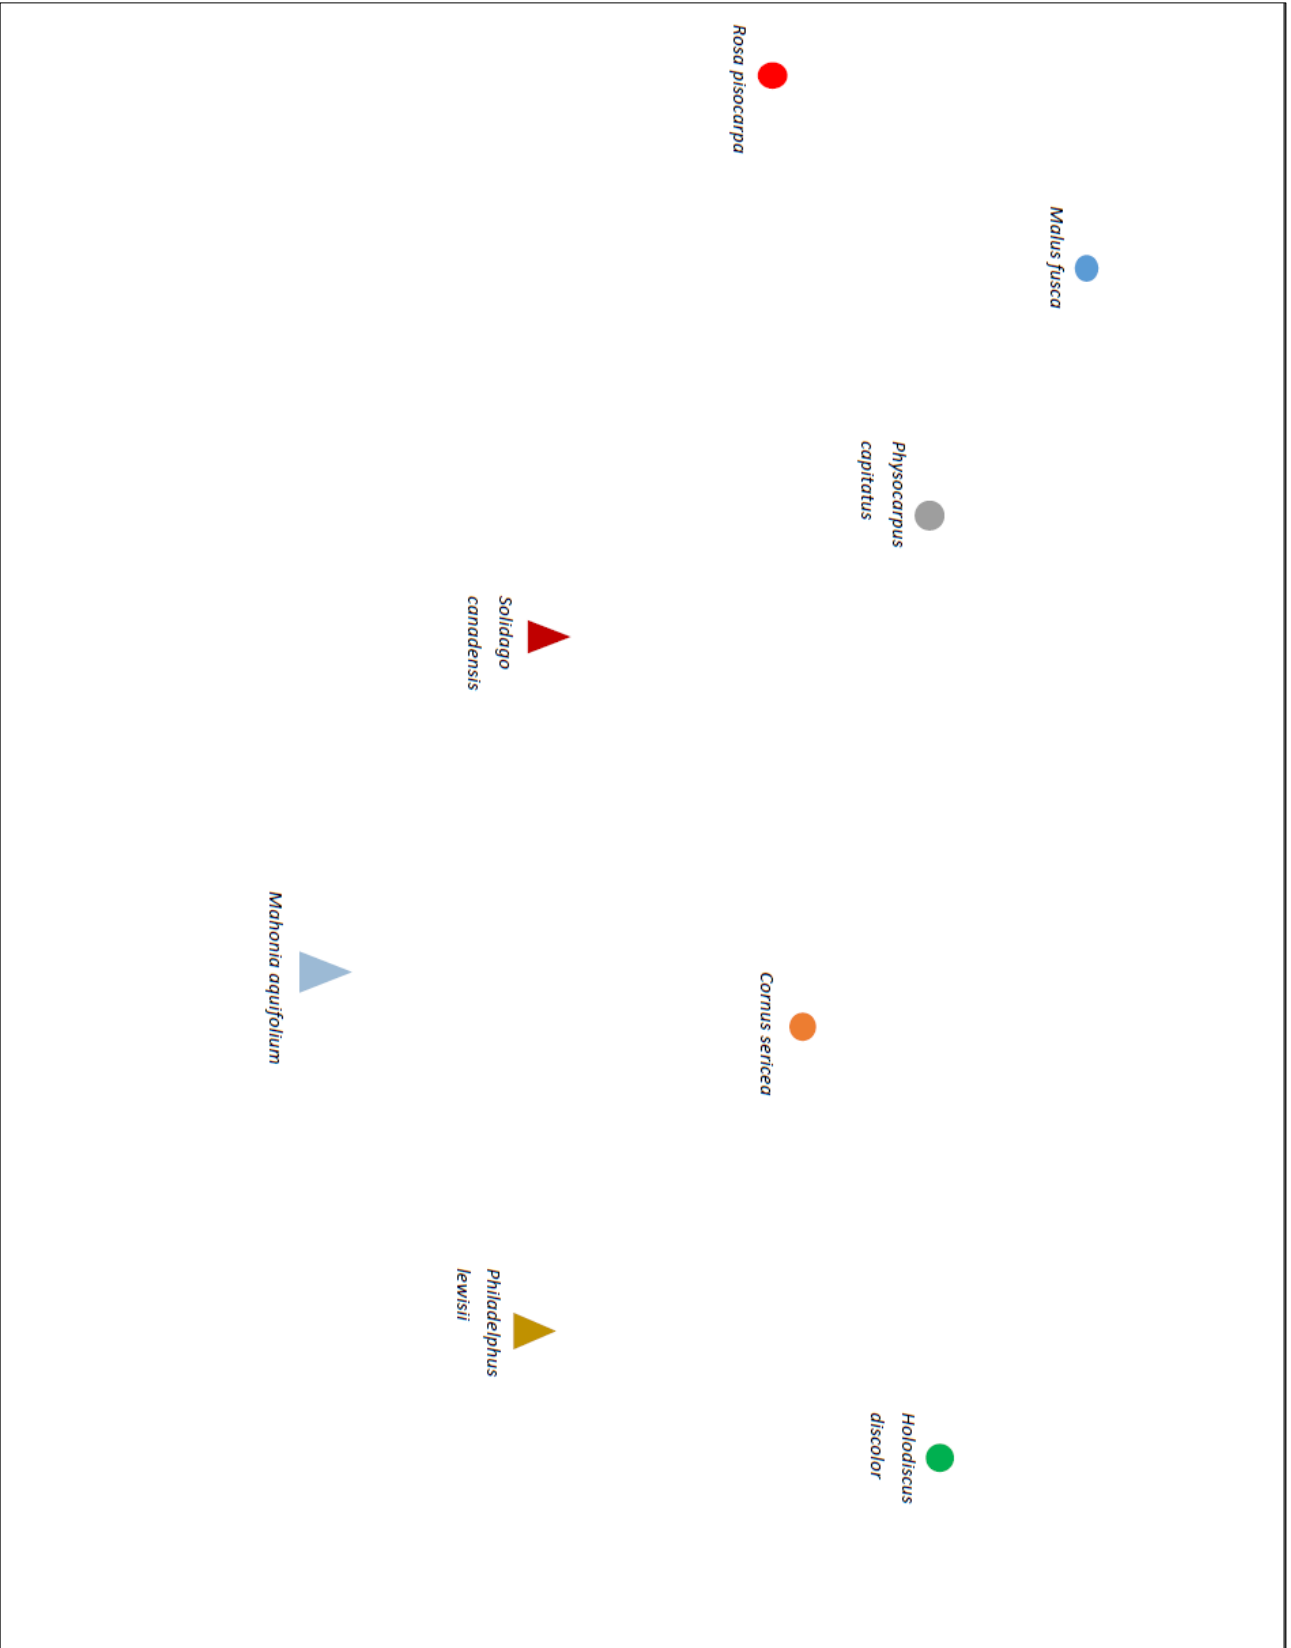 Malus fusca
Physocarpus
capitatus
Holodiscus
discolor
Rosa pisocarpa
Cornus sericea
Solidago
canadensis
Philadelphus
lewisii
Mahonia aquifolium